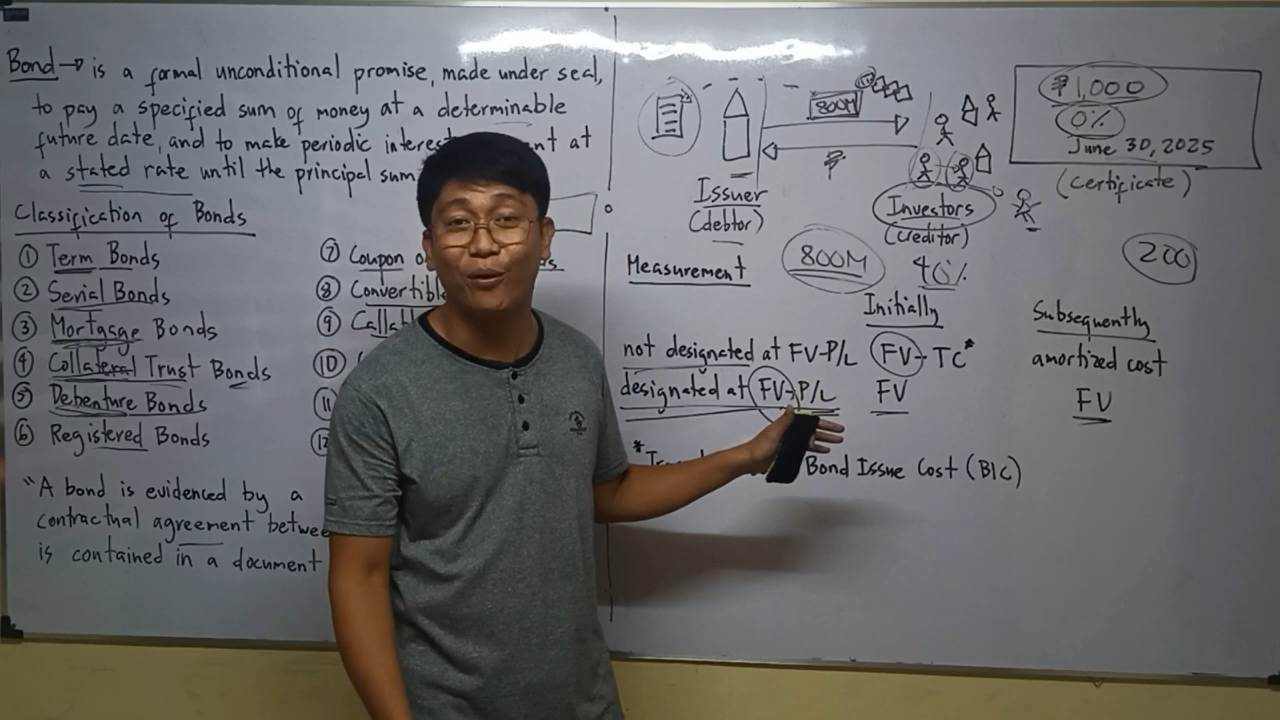 Bond → is a formal unconditional promise, made under seal,
to pay a specified sum of money at a determinable
future date, and to make periodic at
a stated rate until the principal sum
Classification of Bonds
① Term Bonds
② Serial Bonds
③ Mortgage Bonds
④ Collateral Trust Bonds
⑤ Debenture Bonds
⑥ Registered Bonds
⑦ Coupon
⑧ Convertible
⑨
⑩
⑪
⑫
"A bond is evidenced by a
contractual agreement
is contained in a document
800M
₱
Issuer
(debtor)
Investors
(creditor)
₱1,000
0%
June 30, 2025
(certificate)
Measurement
800M
40%
200
Initially
Subsequently
not designated at FV-P/L FV - TC* amortized cost
designated at FV-P/L FV FV
* Bond Issue Cost (BIC)